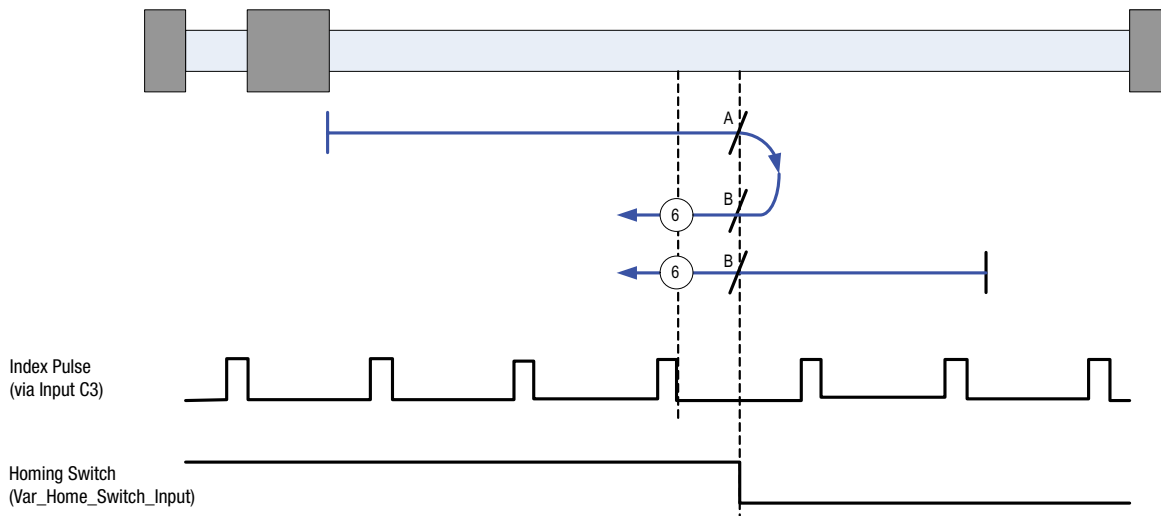 A
B
6
B
6
Index Pulse
(via Input C3)
Homing Switch
(Var_Home_Switch_Input)